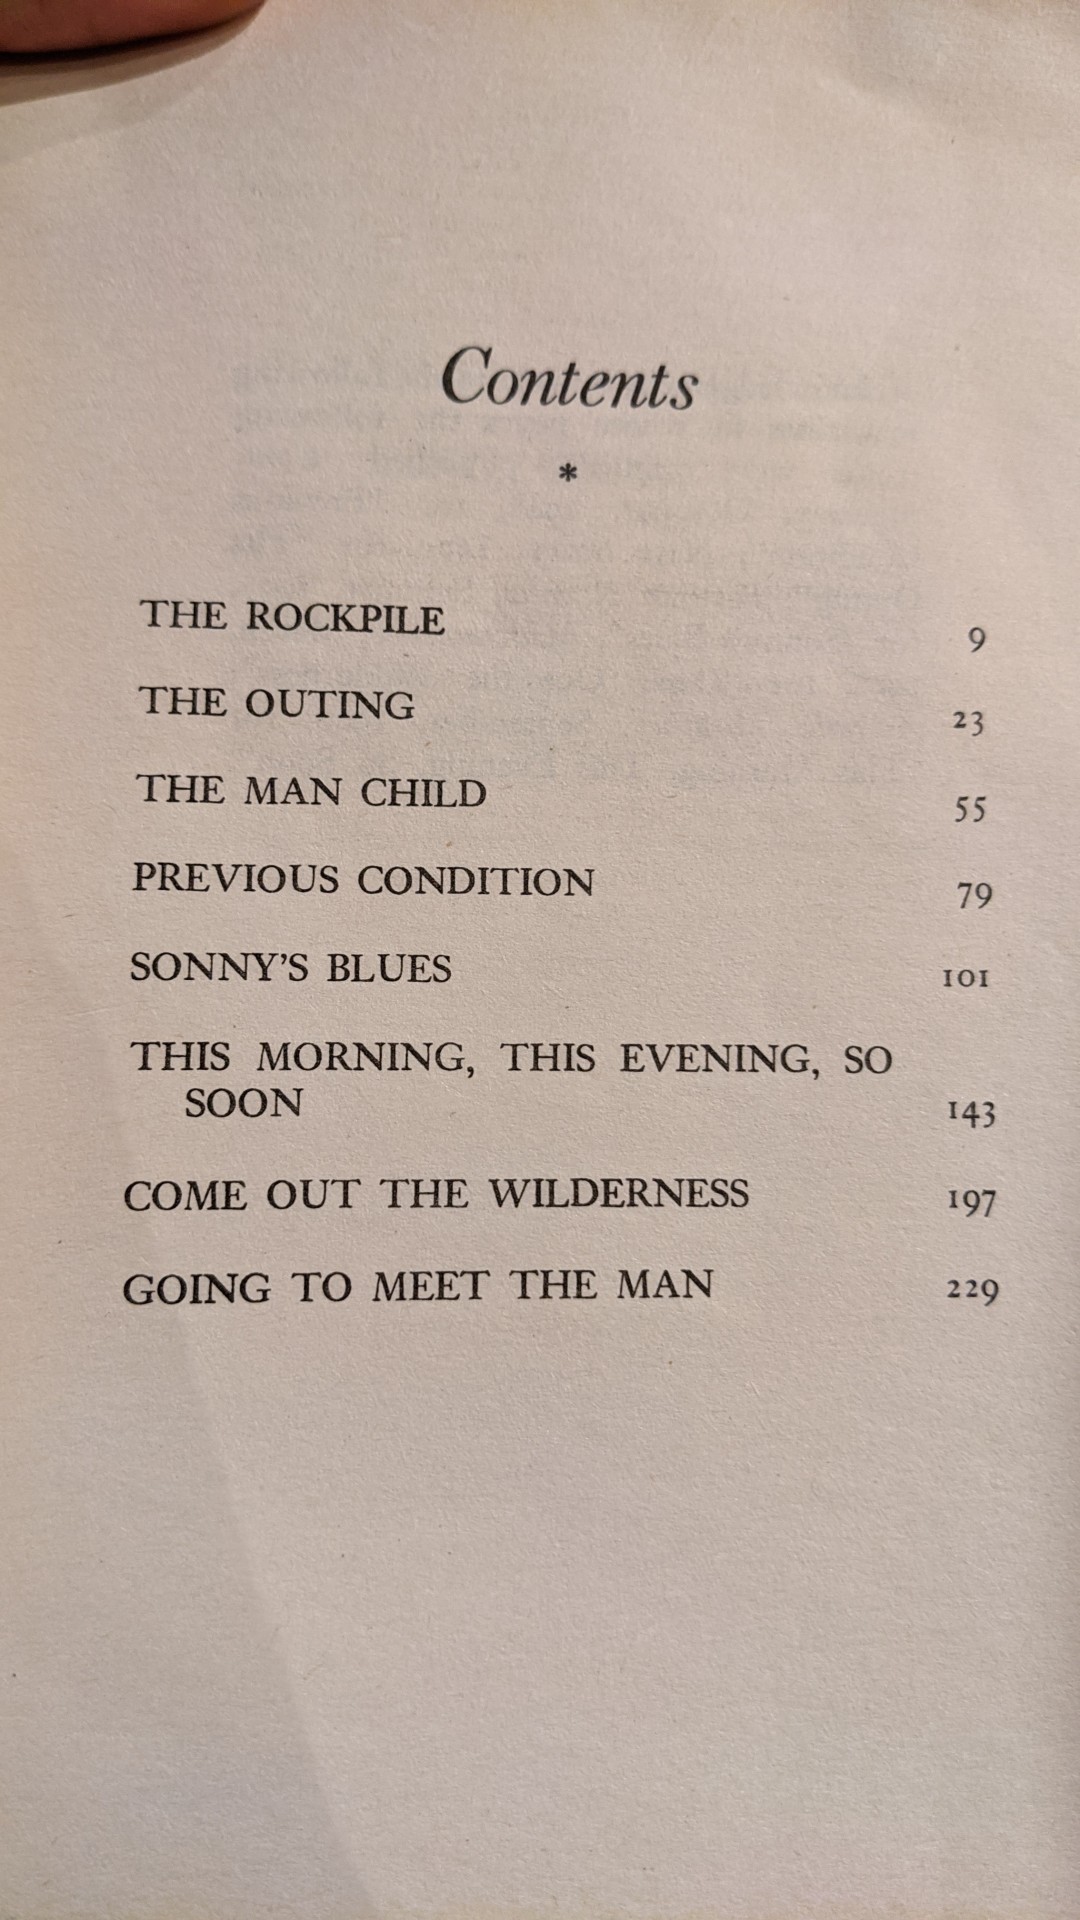 Contents
*
THE ROCKPILE 9
THE OUTING 23
THE MAN CHILD 55
PREVIOUS CONDITION 79
SONNY'S BLUES 101
THIS MORNING, THIS EVENING, SO
SOON 143
COME OUT THE WILDERNESS 197
GOING TO MEET THE MAN 229